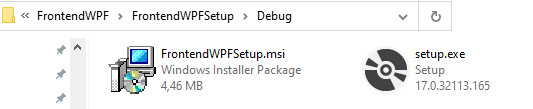 « FrontendWPF > FrontendWPFSetup > Debug
FrontendWPFSetup.msi
Windows Installer Package
4,46 MB
setup.exe
Setup
17.0.32113.165